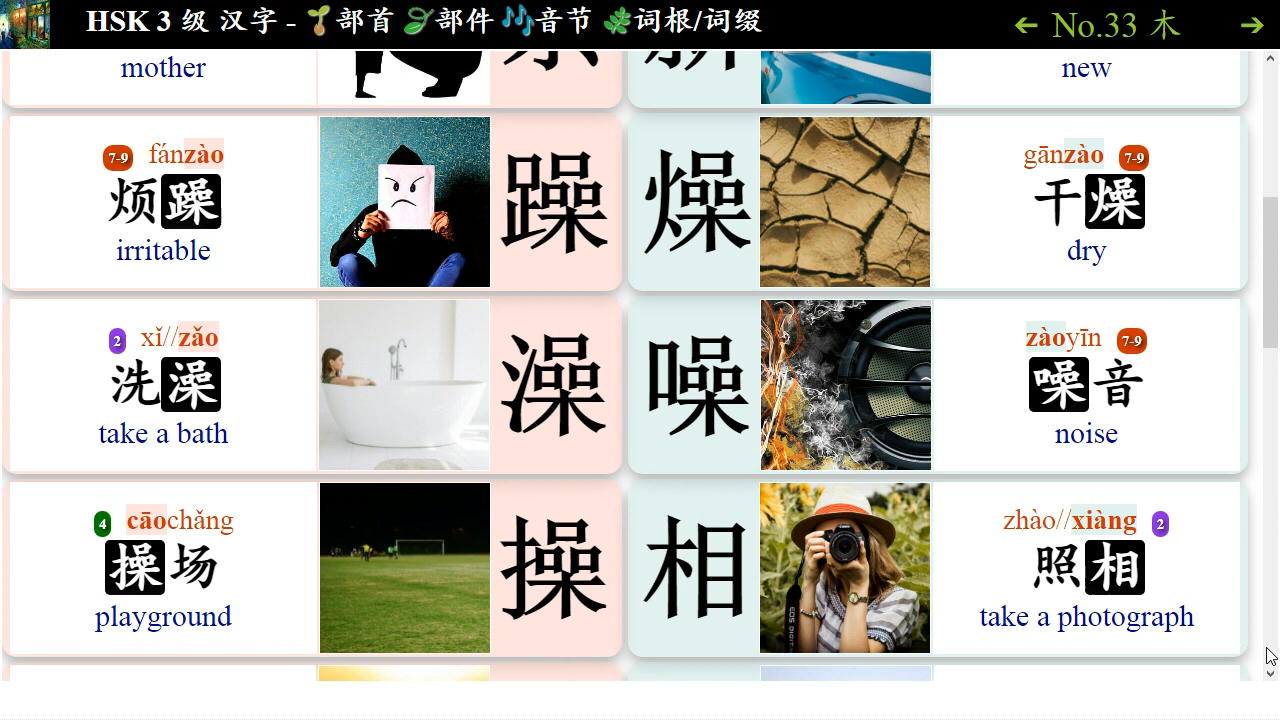 HSK 3 级 汉字 - 部首 部件 音节 词根/词缀
← No.33 木 →
mother
new
7-9 fánzào
烦躁
irritable
躁
燥
gānzào 7-9
干燥
dry
2 xǐ//zǎo
洗澡
take a bath
澡
噪
zàoyīn 7-9
噪音
noise
4 cāochǎng
操场
playground
操
相
zhào//xiàng 2
照相
take a photograph